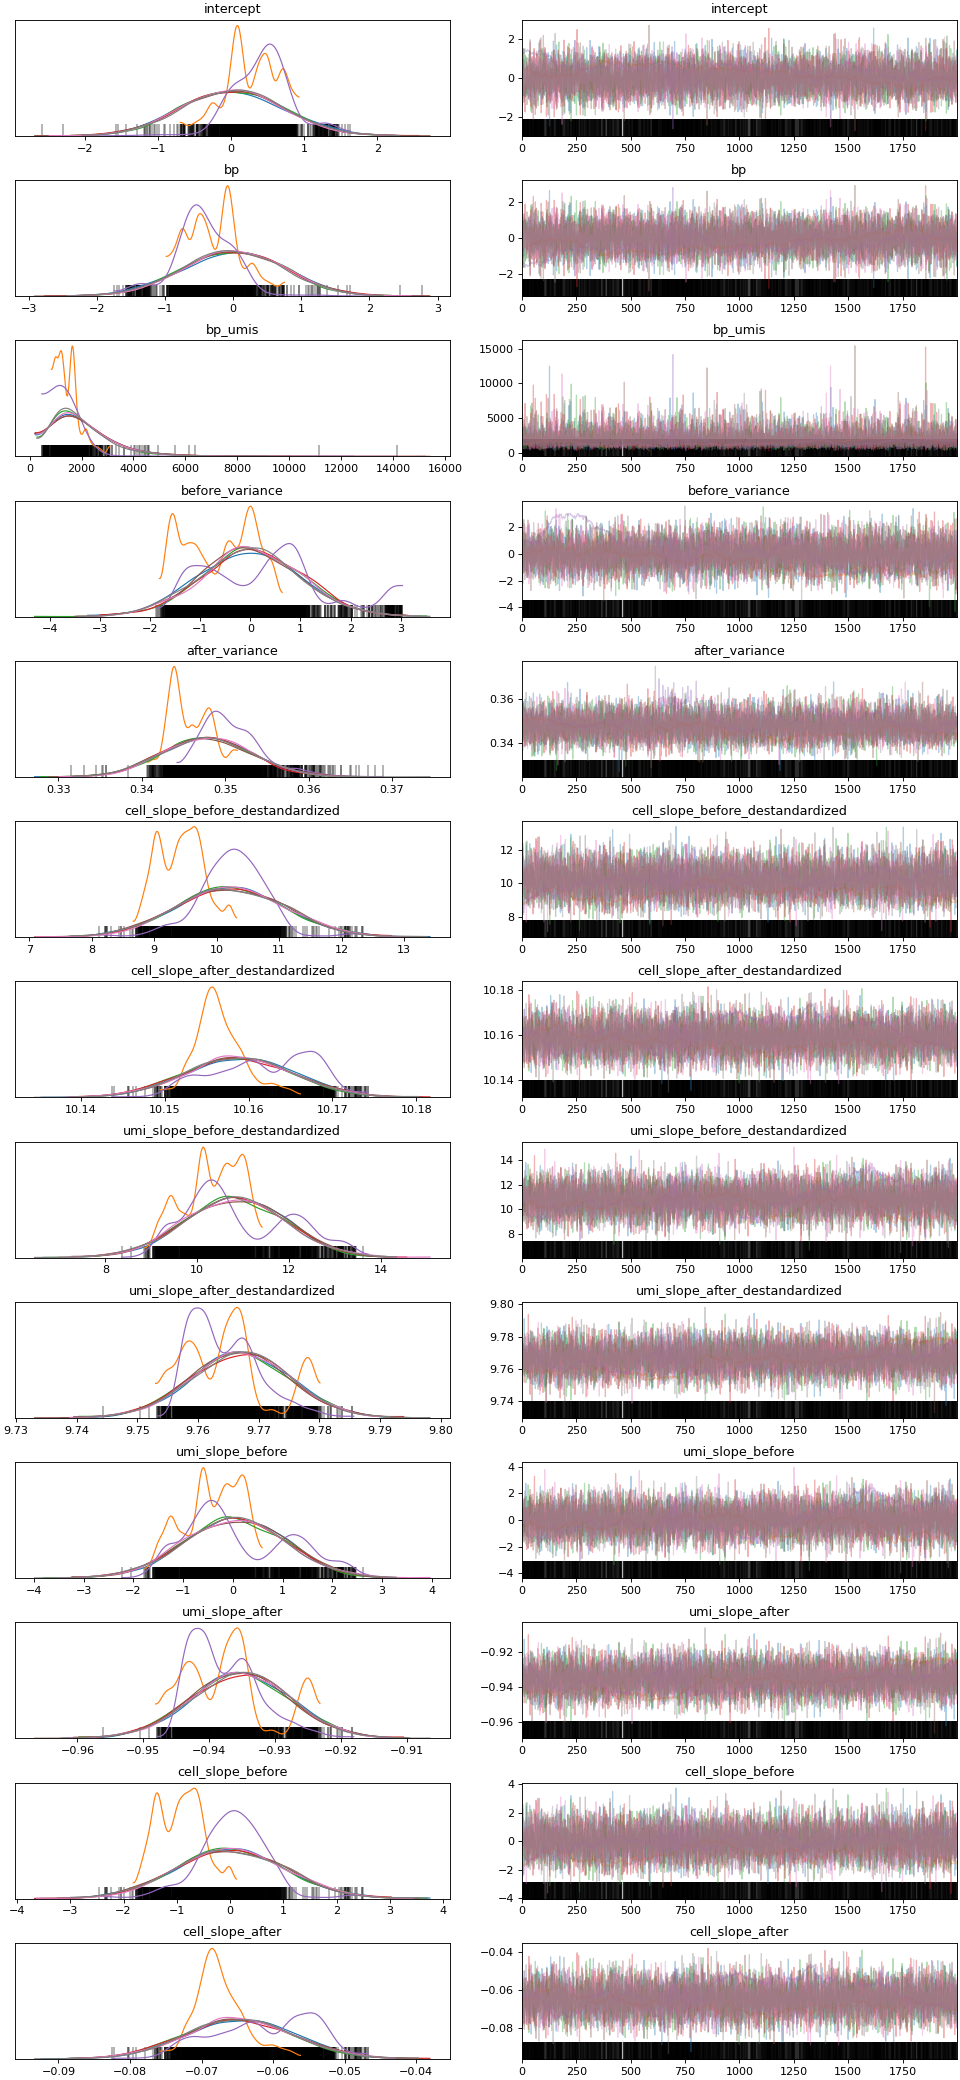 intercept
intercept
−2 −1 0 1 2
2
0
−2
0 250 500 750 1000 1250 1500 1750
bp
bp
−3 −2 −1 0 1 2 3
2
0
−2
0 250 500 750 1000 1250 1500 1750
bp_umis
bp_umis
0 2000 4000 6000 8000 10000 12000 14000 16000
15000
10000
5000
0
0 250 500 750 1000 1250 1500 1750
before_variance
before_variance
−4 −3 −2 −1 0 1 2 3
2
0
−2
−4
0 250 500 750 1000 1250 1500 1750
after_variance
after_variance
0.33 0.34 0.35 0.36 0.37
0.36
0.34
0 250 500 750 1000 1250 1500 1750
cell_slope_before_destandardized
cell_slope_before_destandardized
7 8 9 10 11 12 13
12
10
8
0 250 500 750 1000 1250 1500 1750
cell_slope_after_destandardized
cell_slope_after_destandardized
10.14 10.15 10.16 10.17 10.18
10.18
10.16
10.14
0 250 500 750 1000 1250 1500 1750
umi_slope_before_destandardized
umi_slope_before_destandardized
8 10 12 14
14
12
10
8
0 250 500 750 1000 1250 1500 1750
umi_slope_after_destandardized
umi_slope_after_destandardized
9.73 9.74 9.75 9.76 9.77 9.78 9.79 9.80
9.80
9.78
9.76
9.74
0 250 500 750 1000 1250 1500 1750
umi_slope_before
umi_slope_before
−4 −3 −2 −1 0 1 2 3 4
4
2
0
−2
−4
0 250 500 750 1000 1250 1500 1750
umi_slope_after
umi_slope_after
−0.96 −0.95 −0.94 −0.93 −0.92 −0.91
−0.92
−0.94
−0.96
0 250 500 750 1000 1250 1500 1750
cell_slope_before
cell_slope_before
−4 −3 −2 −1 0 1 2 3 4
4
2
0
−2
−4
0 250 500 750 1000 1250 1500 1750
cell_slope_after
cell_slope_after
−0.09 −0.08 −0.07 −0.06 −0.05 −0.04
−0.04
−0.06
−0.08
0 250 500 750 1000 1250 1500 1750